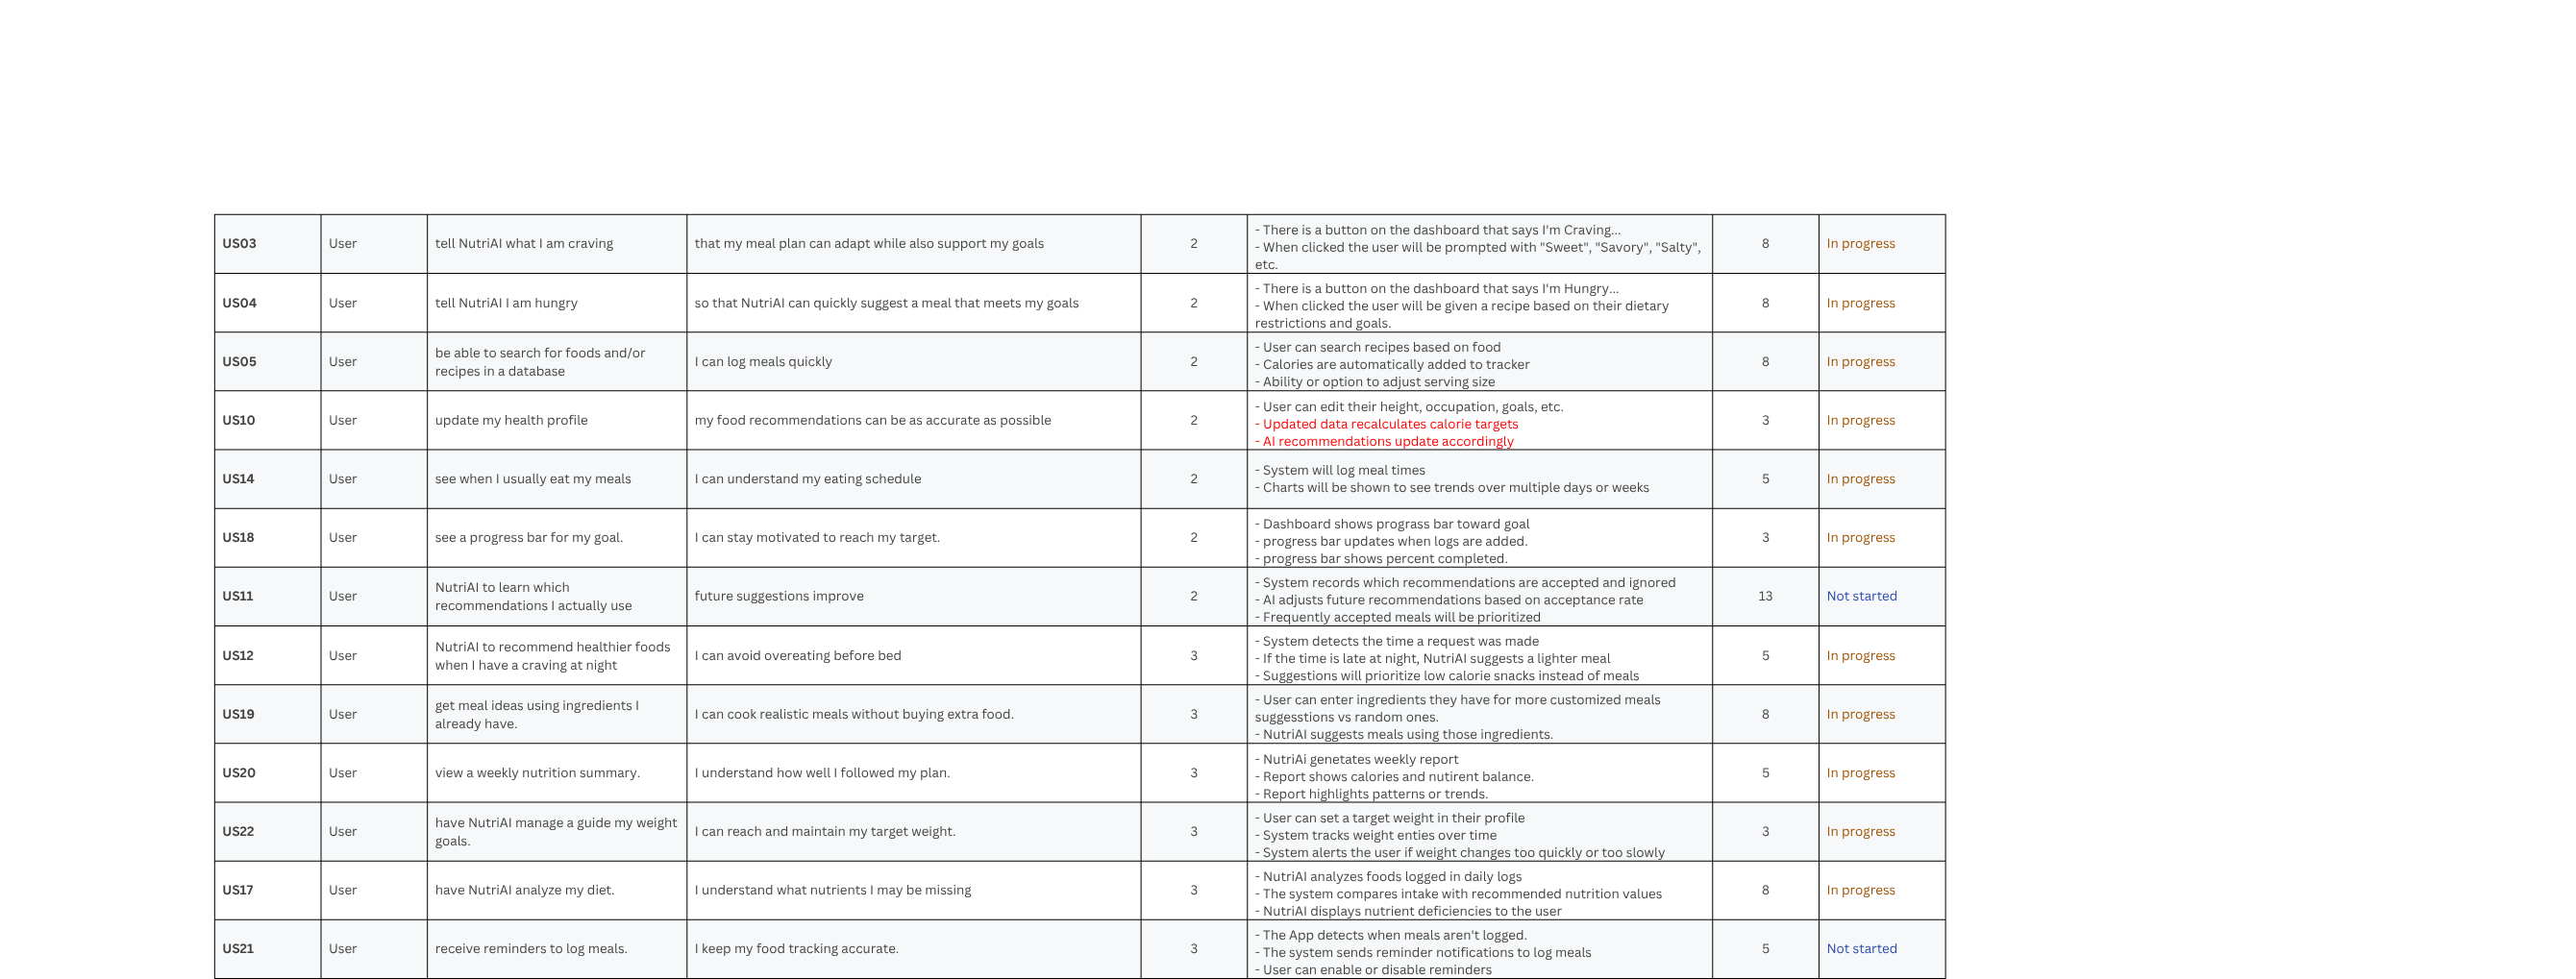 US03 User tell NutriAI what I am craving that my meal plan can adapt while also support my goals 2 - There is a button on the dashboard that says I'm Craving...
- When clicked the user will be prompted with "Sweet", "Savory", "Salty",
etc. 8 In progress
US04 User tell NutriAI I am hungry so that NutriAI can quickly suggest a meal that meets my goals 2 - There is a button on the dashboard that says I'm Hungry...
- When clicked the user will be given a recipe based on their dietary
restrictions and goals. 8 In progress
US05 User be able to search for foods and/or
recipes in a database I can log meals quickly 2 - User can search recipes based on food
- Calories are automatically added to tracker
- Ability or option to adjust serving size 8 In progress
US10 User update my health profile my food recommendations can be as accurate as possible 2 - User can edit their height, occupation, goals, etc.
- Updated data recalculates calorie targets
- AI recommendations update accordingly 3 In progress
US14 User see when I usually eat my meals I can understand my eating schedule 2 - System will log meal times
- Charts will be shown to see trends over multiple days or weeks 5 In progress
US18 User see a progress bar for my goal. I can stay motivated to reach my target. 2 - Dashboard shows prograss bar toward goal
- progress bar updates when logs are added.
- progress bar shows percent completed. 3 In progress
US11 User NutriAI to learn which
recommendations I actually use future suggestions improve 2 - System records which recommendations are accepted and ignored
- AI adjusts future recommendations based on acceptance rate
- Frequently accepted meals will be prioritized 13 Not started
US12 User NutriAI to recommend healthier foods
when I have a craving at night I can avoid overeating before bed 3 - System detects the time a request was made
- If the time is late at night, NutriAI suggests a lighter meal
- Suggestions will prioritize low calorie snacks instead of meals 5 In progress
US19 User get meal ideas using ingredients I
already have. I can cook realistic meals without buying extra food. 3 - User can enter ingredients they have for more customized meals
suggesstions vs random ones.
- NutriAI suggests meals using those ingredients. 8 In progress
US20 User view a weekly nutrition summary. I understand how well I followed my plan. 3 - NutriAi genetates weekly report
- Report shows calories and nutirent balance.
- Report highlights patterns or trends. 5 In progress
US22 User have NutriAI manage a guide my weight
goals. I can reach and maintain my target weight. 3 - User can set a target weight in their profile
- System tracks weight enties over time
- System alerts the user if weight changes too quickly or too slowly 3 In progress
US17 User have NutriAI analyze my diet. I understand what nutrients I may be missing 3 - NutriAI analyzes foods logged in daily logs
- The system compares intake with recommended nutrition values
- NutriAI displays nutrient deficiencies to the user 8 In progress
US21 User receive reminders to log meals. I keep my food tracking accurate. 3 - The App detects when meals aren't logged.
- The system sends reminder notifications to log meals
- User can enable or disable reminders 5 Not started